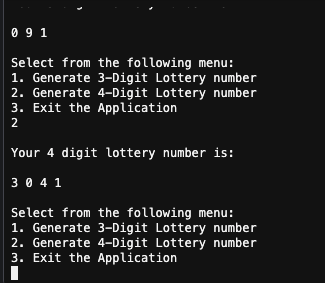 0 9 1
Select from the following menu:
1. Generate 3-Digit Lottery number
2. Generate 4-Digit Lottery number
3. Exit the Application
2
Your 4 digit lottery number is:
3 0 4 1
Select from the following menu:
1. Generate 3-Digit Lottery number
2. Generate 4-Digit Lottery number
3. Exit the Application